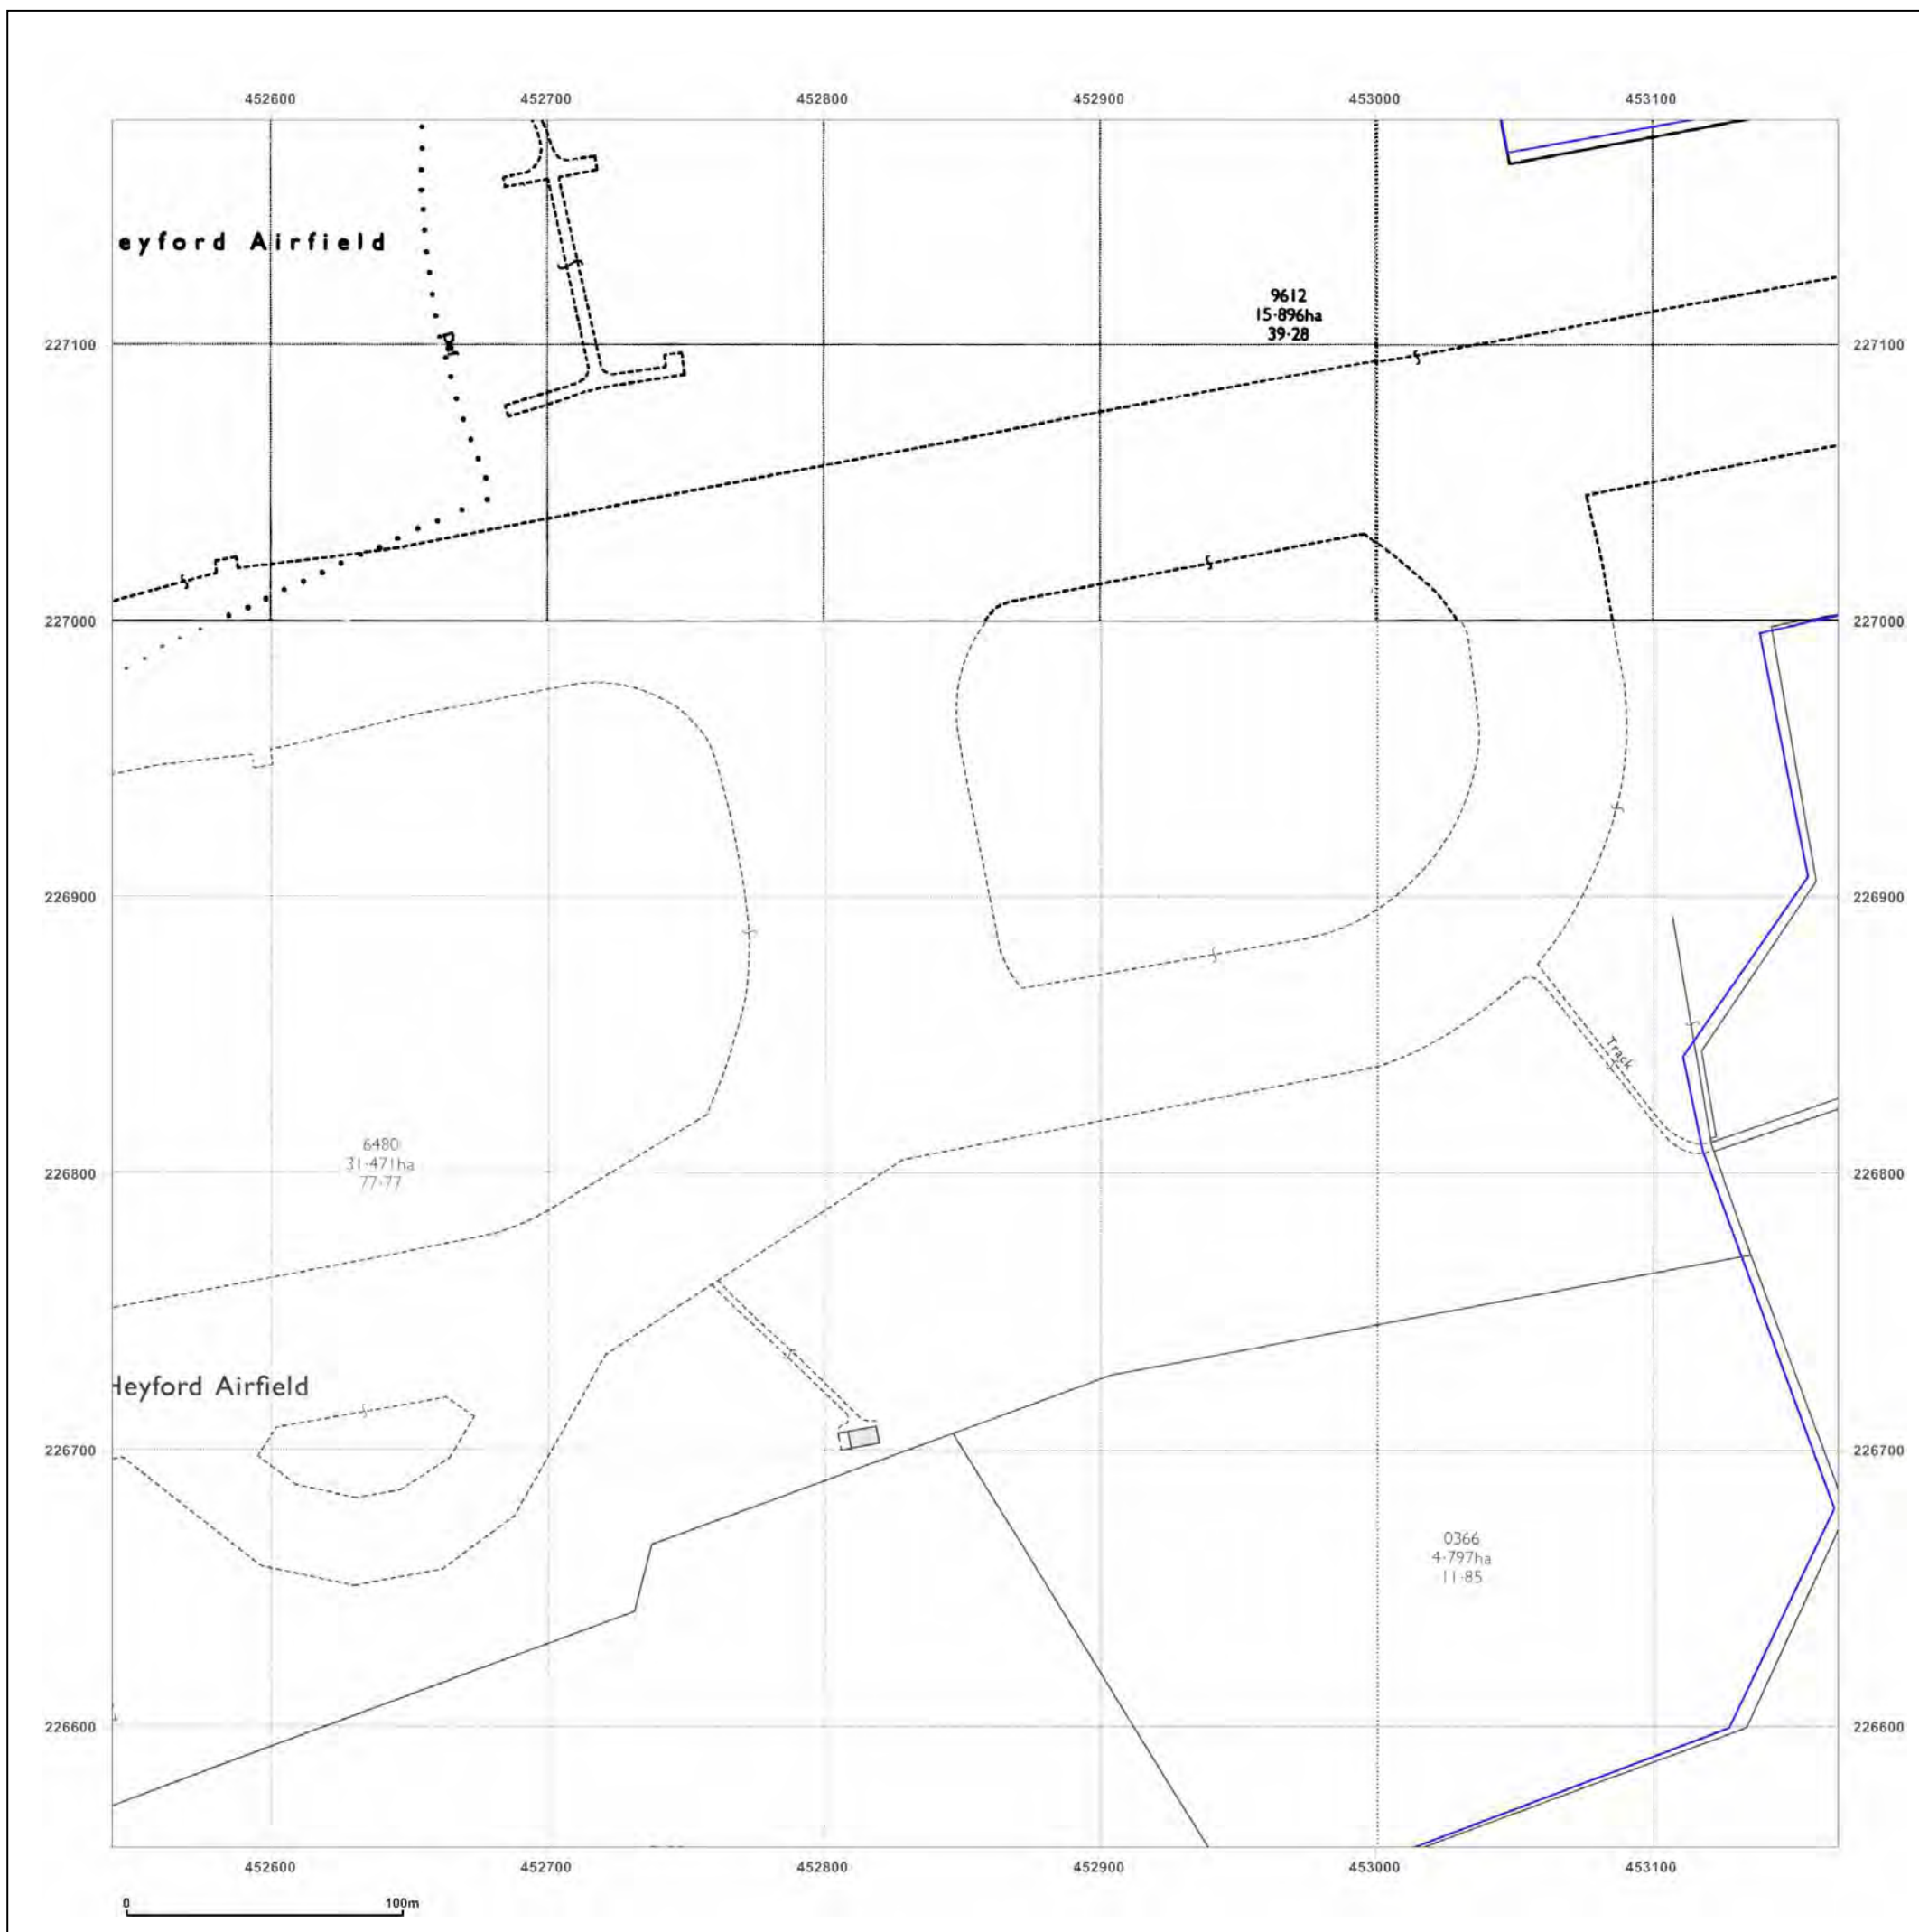 452600 452700 452800 452900 453000 453100
eyford Airfield
9612
15·896ha
39·28
227100 227100
227000 227000
226900 226900
Track
6480
31·471ha
77·77
226800 226800
Heyford Airfield
226700 226700
0366
4·797ha
11·85
226600 226600
452600 452700 452800 452900 453000 453100
0 100m